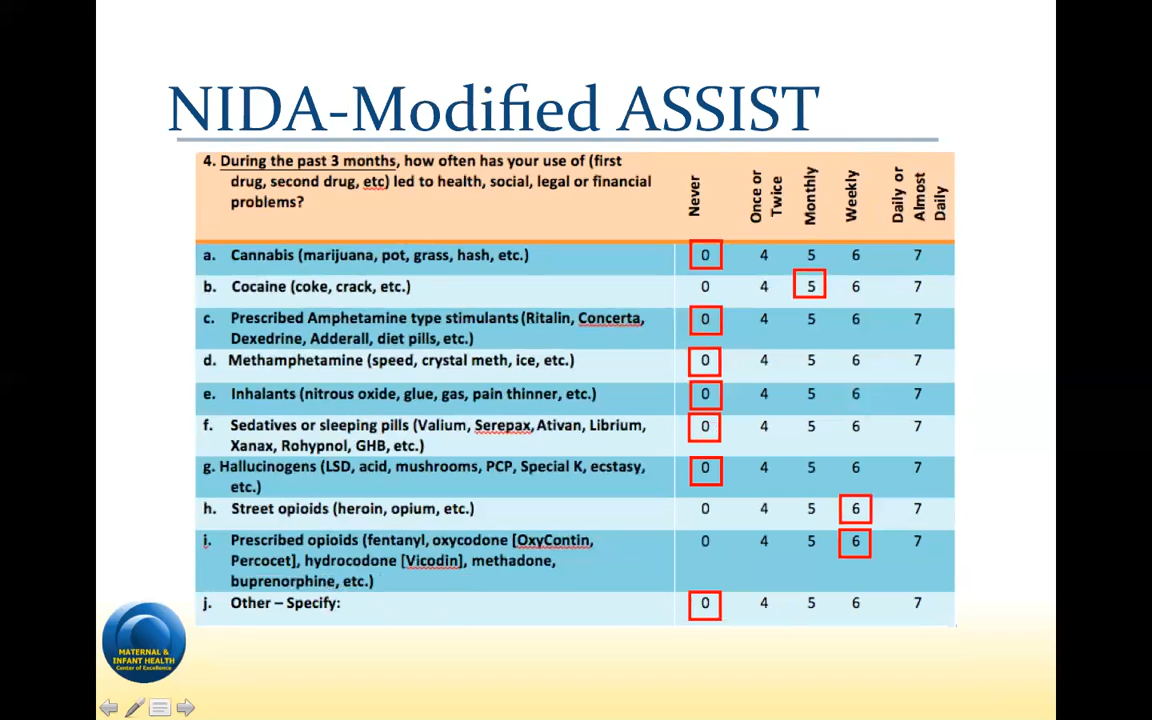 NIDA-Modified ASSIST
4. During the past 3 months, how often has your use of (first
drug, second drug, etc) led to health, social, legal or financial
problems?
Never
Once or
Twice
Monthly
Weekly
Daily or
Almost
Daily
a. Cannabis (marijuana, pot, grass, hash, etc.) 0 4 5 6 7
b. Cocaine (coke, crack, etc.) 0 4 5 6 7
c. Prescribed Amphetamine type stimulants (Ritalin, Concerta, 0 4 5 6 7
Dexedrine, Adderall, diet pills, etc.)
d. Methamphetamine (speed, crystal meth, ice, etc.) 0 4 5 6 7
e. Inhalants (nitrous oxide, glue, gas, pain thinner, etc.) 0 4 5 6 7
f. Sedatives or sleeping pills (Valium, Serepax, Ativan, Librium, 0 4 5 6 7
Xanax, Rohypnol, GHB, etc.)
g. Hallucinogens (LSD, acid, mushrooms, PCP, Special K, ecstasy, 0 4 5 6 7
etc.)
h. Street opioids (heroin, opium, etc.) 0 4 5 6 7
i. Prescribed opioids (fentanyl, oxycodone [OxyContin, 0 4 5 6 7
Percocet], hydrocodone [Vicodin], methadone,
buprenorphine, etc.)
j. Other – Specify: 0 4 5 6 7
MATERNAL &
INFANT HEALTH
Center of Excellence